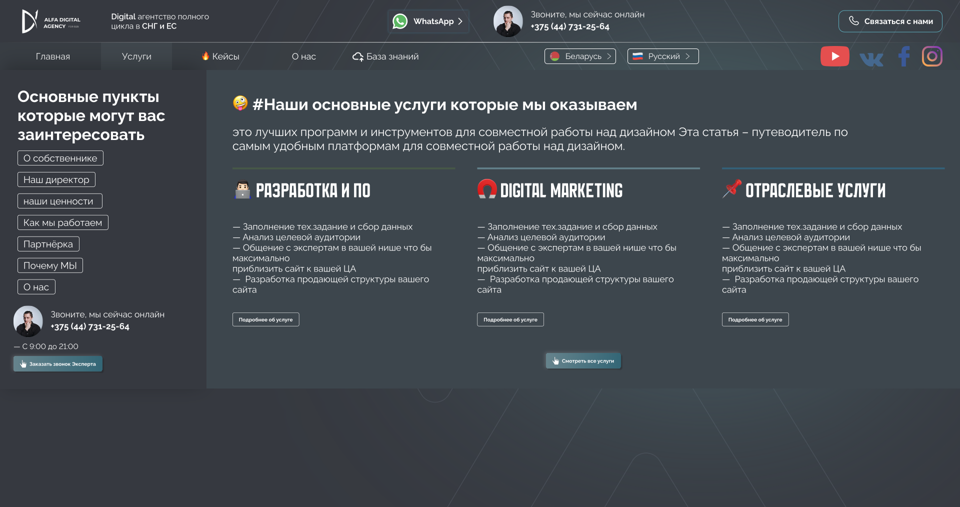 ALFA DIGITAL
AGENCY
Digital агентство полного
цикла в СНГ и ЕС
WhatsApp
Звоните, мы сейчас онлайн
+375 (44) 731-25-64
Связаться с нами
Главная
Услуги
Кейсы
О нас
База знаний
Беларусь
Русский
Основные пункты
которые могут вас
заинтересовать
О собственнике
Наш директор
наши ценности
Как мы работаем
Партнёрка
Почему МЫ
О нас
Звоните, мы сейчас онлайн
+375 (44) 731-25-64
— С 9:00 до 21:00
Заказать звонок Эксперта
#Наши основные услуги которые мы оказываем
это лучших программ и инструментов для совместной работы над дизайном Эта статья – путеводитель по
самым удобным платформам для совместной работы над дизайном.
РАЗРАБОТКА И ПО
— Заполнение тех.задание и сбор данных
— Анализ целевой аудитории
— Общение с экспертам в вашей нише что бы
максимально
приблизить сайт к вашей ЦА
— Разработка продающей структуры вашего
сайта
Подробнее об услуге
DIGITAL MARKETING
— Заполнение тех.задание и сбор данных
— Анализ целевой аудитории
— Общение с экспертам в вашей нише что бы
максимально
приблизить сайт к вашей ЦА
— Разработка продающей структуры вашего
сайта
Подробнее об услуге
ОТРАСЛЕВЫЕ УСЛУГИ
— Заполнение тех.задание и сбор данных
— Анализ целевой аудитории
— Общение с экспертам в вашей нише что бы
максимально
приблизить сайт к вашей ЦА
— Разработка продающей структуры вашего
сайта
Подробнее об услуге
Смотреть все услуги